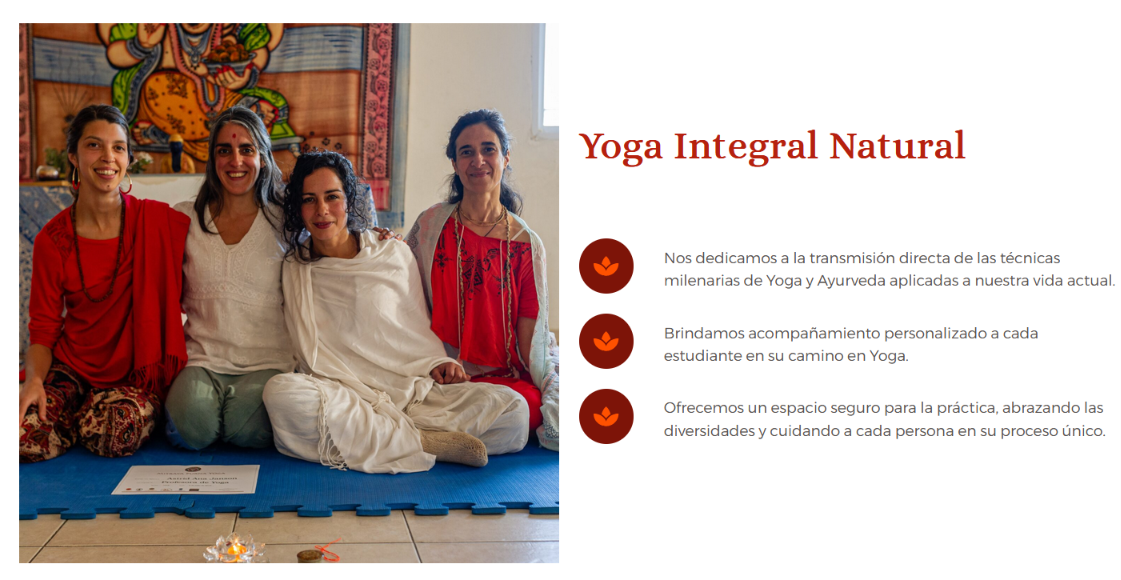 Yoga Integral Natural
Nos dedicamos a la transmisión directa de las técnicas
milenarias de Yoga y Ayurveda aplicadas a nuestra vida actual.
Brindamos acompañamiento personalizado a cada
estudiante en su camino en Yoga.
Ofrecemos un espacio seguro para la práctica, abrazando las
diversidades y cuidando a cada persona en su proceso único.
de Yoga